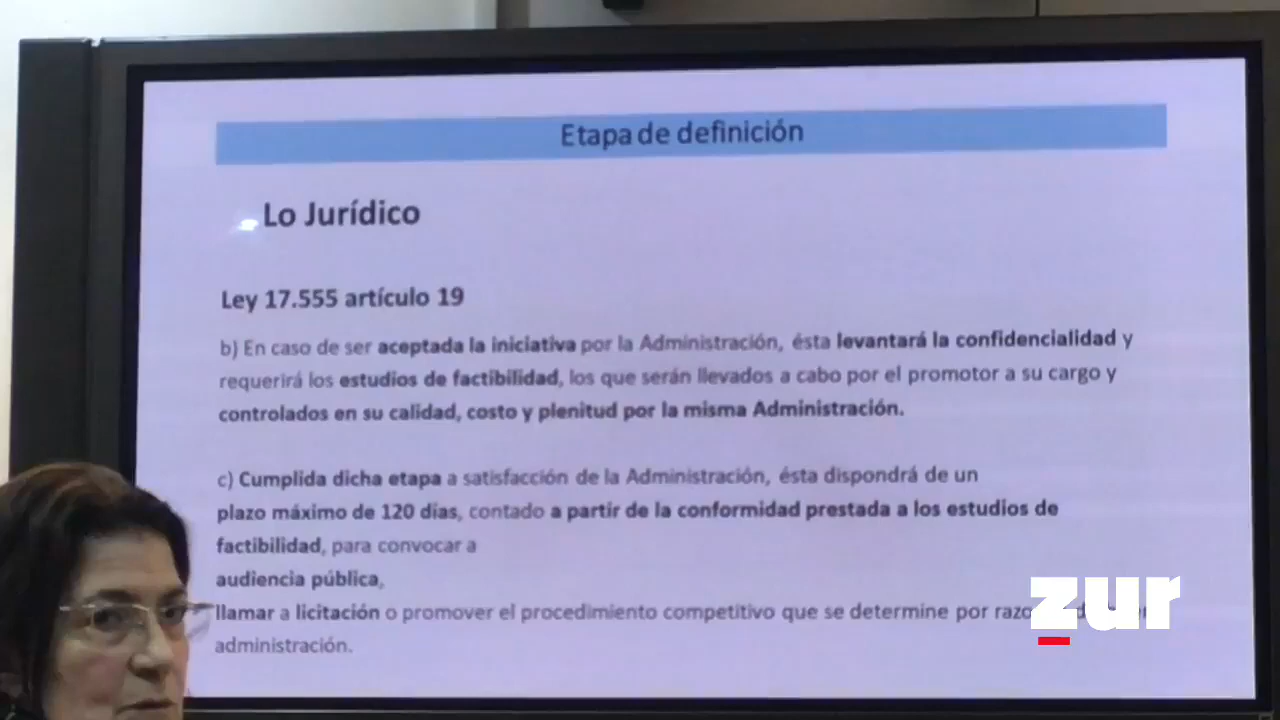 Etapa de definición
Lo Jurídico
Ley 17.555 artículo 19
b) En caso de ser aceptada la iniciativa por la Administración, ésta levantará la confidencialidad y
requerirá los estudios de factibilidad, los que serán llevados a cabo por el promotor a su cargo y
controlados en su calidad, costo y plenitud por la misma Administración.
c) Cumplida dicha etapa a satisfacción de la Administración, ésta dispondrá de un
plazo máximo de 120 días, contado a partir de la conformidad prestada a los estudios de
factibilidad, para convocar a
audiencia pública,
llamar a licitación o promover el procedimiento competitivo que se determine por
administración.
zur